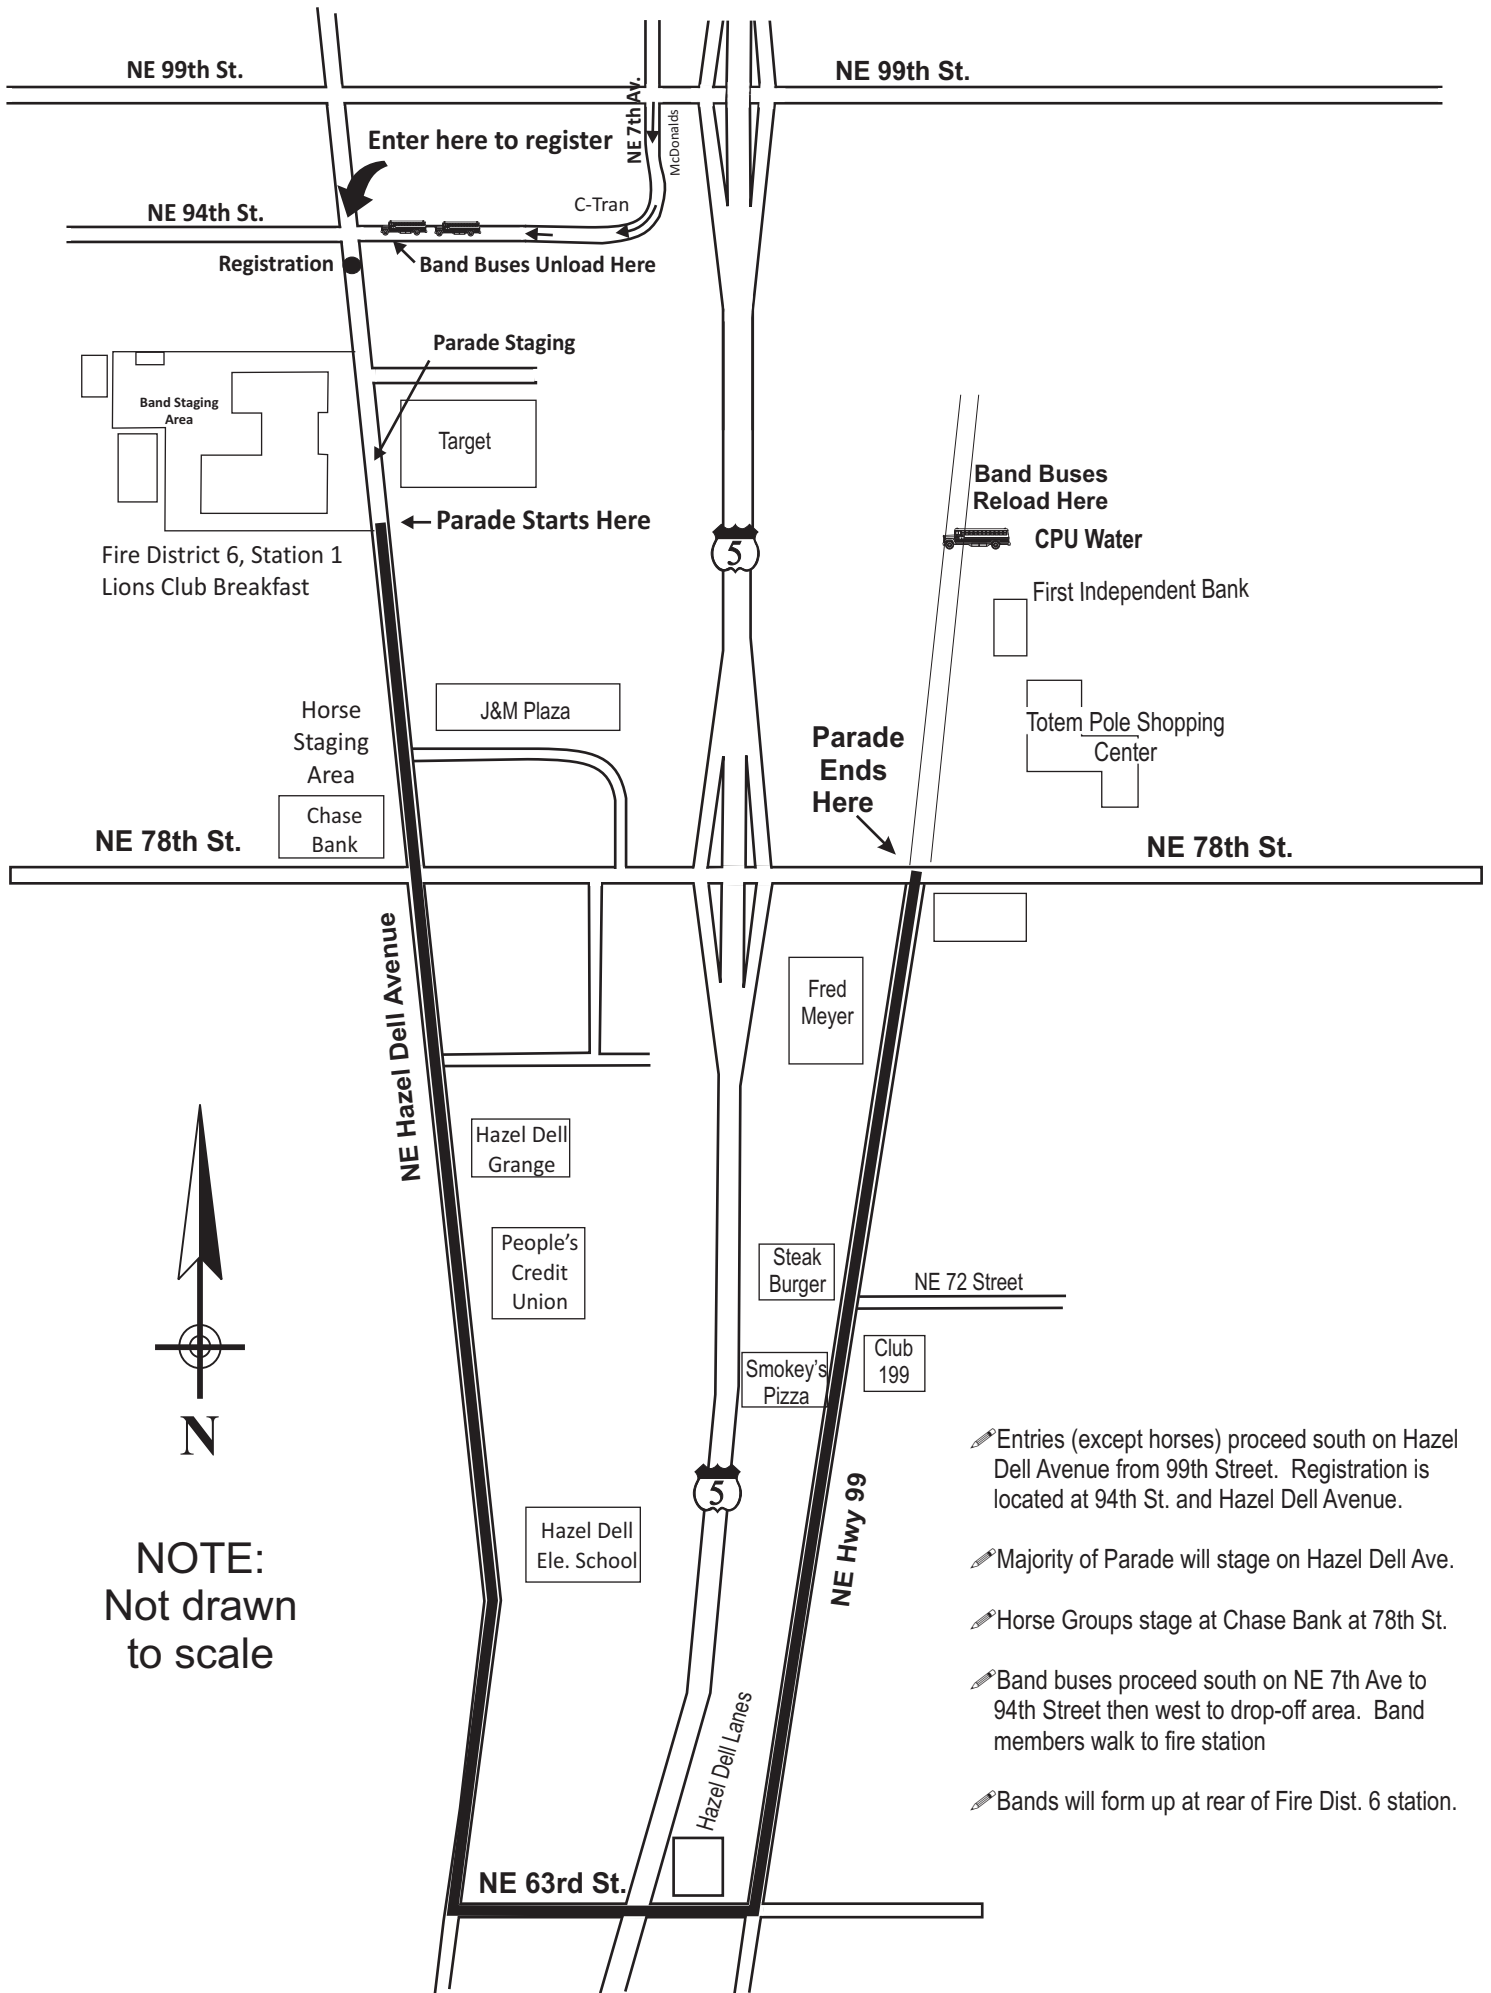 NE 99th St.
NE 99th St.
NE 7th Av.
McDonalds
Enter here to register
C-Tran
NE 94th St.
Registration
Band Buses Unload Here
Parade Staging
Band Staging
Area
Target
Band Buses
Reload Here
Parade Starts Here
5
CPU Water
Fire District 6, Station 1
Lions Club Breakfast
First Independent Bank
Horse
Staging
Area
J&M Plaza
Totem Pole Shopping
Center
Parade
Ends
Here
Chase
Bank
NE 78th St.
NE 78th St.
NE Hazel Dell Avenue
Fred
Meyer
Hazel Dell
Grange
People's
Credit
Union
Steak
Burger
NE 72 Street
Club
199
Smokey's
Pizza
N
5
NE Hwy 99
Hazel Dell
Ele. School
NOTE:
Not drawn
to scale
Entries (except horses) proceed south on Hazel
Dell Avenue from 99th Street. Registration is
located at 94th St. and Hazel Dell Avenue.
Majority of Parade will stage on Hazel Dell Ave.
Horse Groups stage at Chase Bank at 78th St.
Band buses proceed south on NE 7th Ave to
94th Street then west to drop-off area. Band
members walk to fire station
Bands will form up at rear of Fire Dist. 6 station.
Hazel Dell Lanes
NE 63rd St.